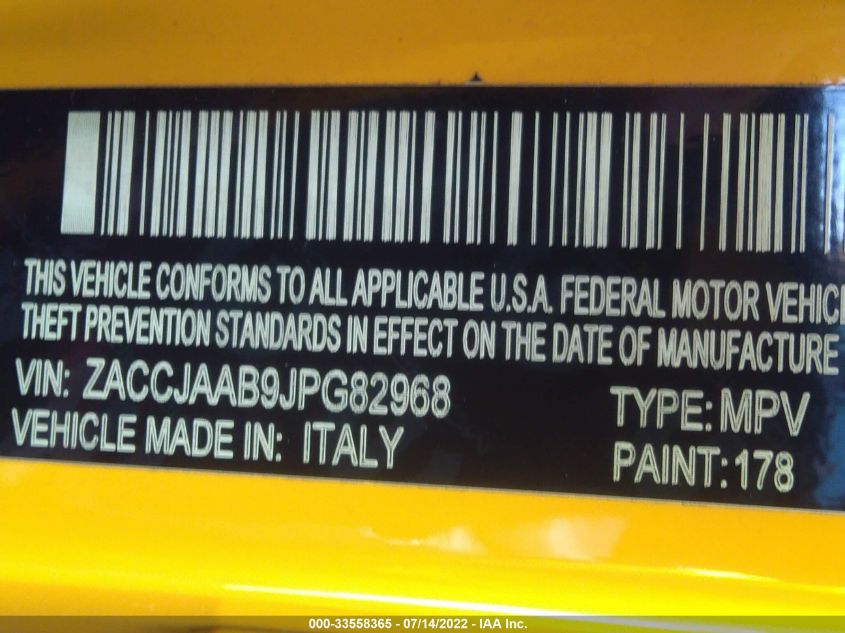 THIS VEHICLE CONFORMS TO ALL APPLICABLE U.S.A. FEDERAL MOTOR
THEFT PREVENTION STANDARDS IN EFFECT ON THE DATE OF MANUFACTURE
VIN: ZACCJAAB9JPG82968 TYPE: MPV
VEHICLE MADE IN: ITALY PAINT: 178
000-33558365 - 07/14/2022 - IAA Inc.